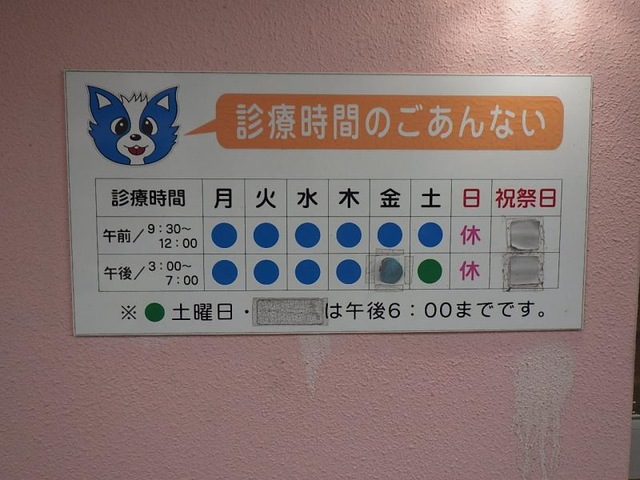 診療時間のごあんない
診療時間 月 火 水 木 金 土 日 祝祭日
午前/9:30〜12:00 ● ● ● ● ● ● 休
午後/3:00〜7:00 ● ● ● ● ● ● 休
※●土曜日・は午後6:00までです。